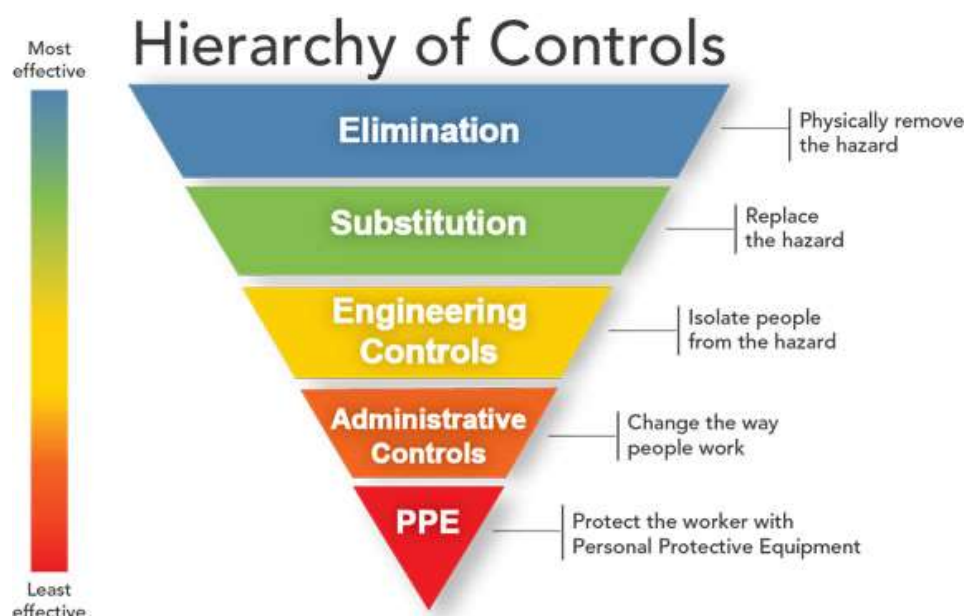 Hierarchy of Controls
Most
effective
Elimination
Physically remove
the hazard
Substitution
Replace
the hazard
Engineering
Controls
Isolate people
from the hazard
Administrative
Controls
Change the way
people work
PPE
Protect the worker with
Personal Protective Equipment
Least
effective